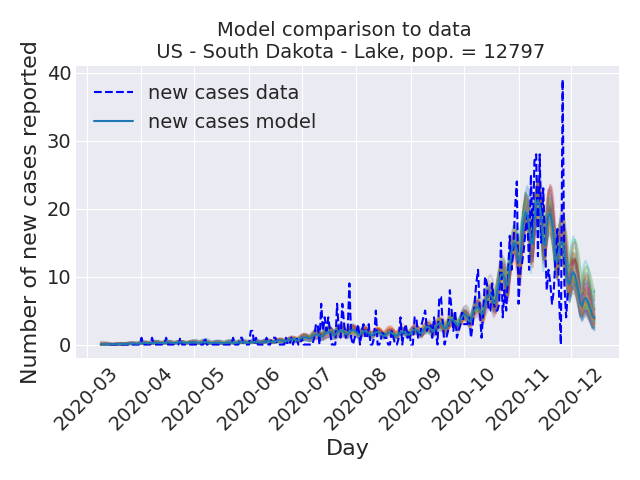 Model comparison to data
US - South Dakota - Lake, pop. = 12797
new cases data
new cases model
Number of new cases reported
40
30
20
10
0
2020-03
2020-04
2020-05
2020-06
2020-07
2020-08
2020-09
2020-10
2020-11
2020-12
Day